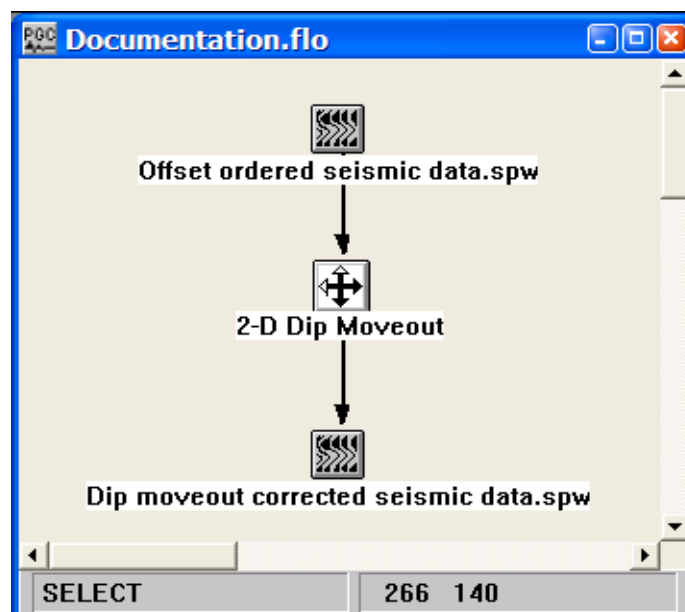 PGC
Documentation.flo
Offset ordered seismic data.spw
2-D Dip Moveout
Dip moveout corrected seismic data.spw
SELECT
266 140